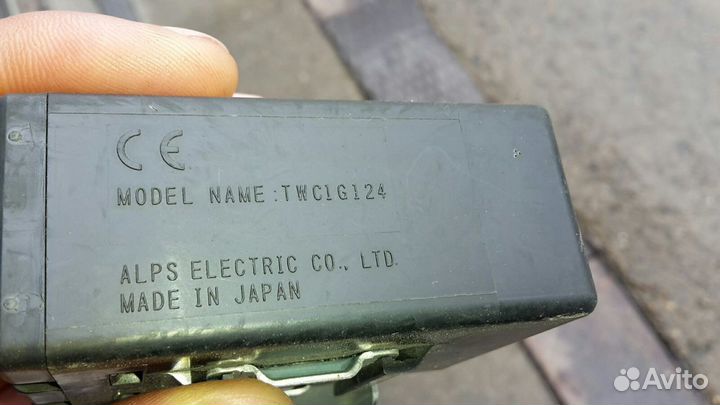 CE
MODEL NAME:TWC1G124
ALPS ELECTRIC CO., LTD.
MADE IN JAPAN
Avito